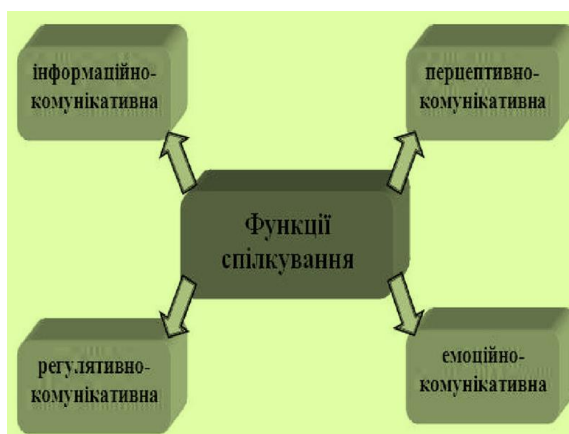 інформаційно-
комунікативна
перцептивно-
комунікативна
Функції
спілкування
регулятивно-
комунікативна
емоційно-
комунікативна